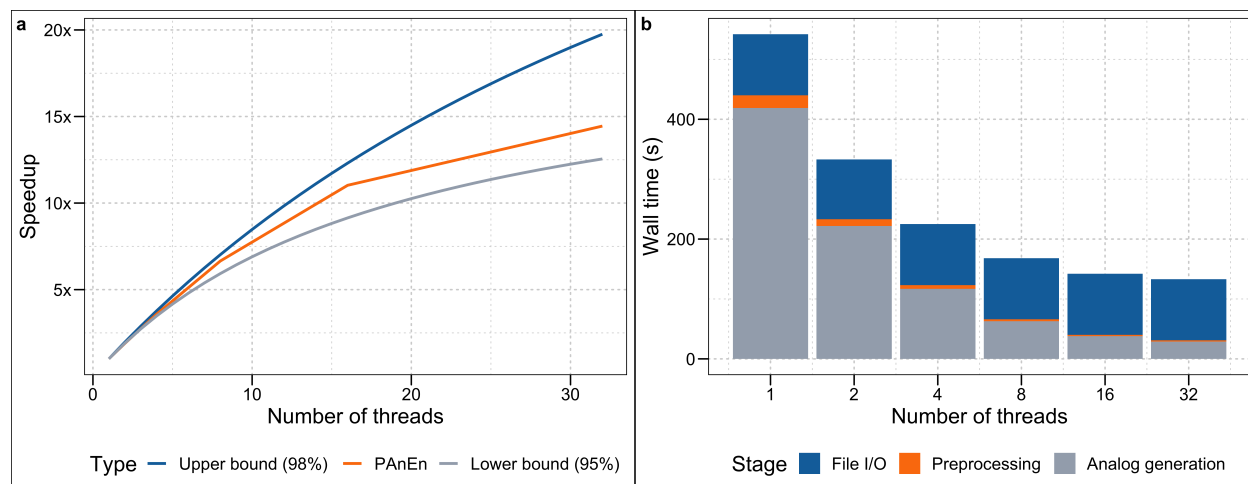 a
20x
15x
10x
5x
Speedup
0 10 20 30
Number of threads
Type Upper bound (98%) PAnEn Lower bound (95%)
b
400
200
0
Wall time (s)
1 2 4 8 16 32
Number of threads
Stage File I/O Preprocessing Analog generation